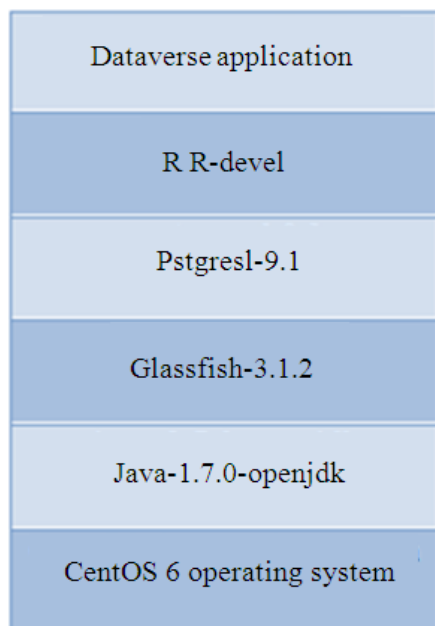 Dataverse application
R R-devel
Pstgresl-9.1
Glassfish-3.1.2
Java-1.7.0-openjdk
CentOS 6 operating system